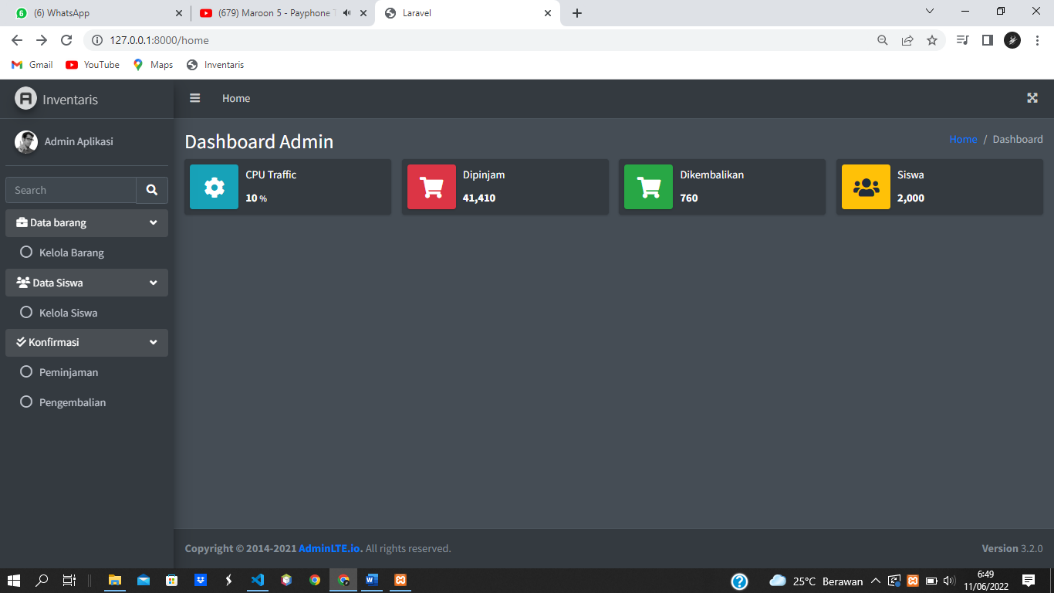 (6) WhatsApp
(679) Maroon 5 - Payphone
Laravel
127.0.0.1:8000/home
Gmail
YouTube
Maps
Inventaris
Inventaris
Home
Admin Aplikasi
Dashboard Admin
Home / Dashboard
Search
CPU Traffic
10 %
Dipinjam
41,410
Dikembalikan
760
Siswa
2,000
Data barang
Kelola Barang
Data Siswa
Kelola Siswa
Konfirmasi
Peminjaman
Pengembalian
Copyright © 2014-2021 AdminLTE.io. All rights reserved.
Version 3.2.0
25°C Berawan
6:49
11/06/2022